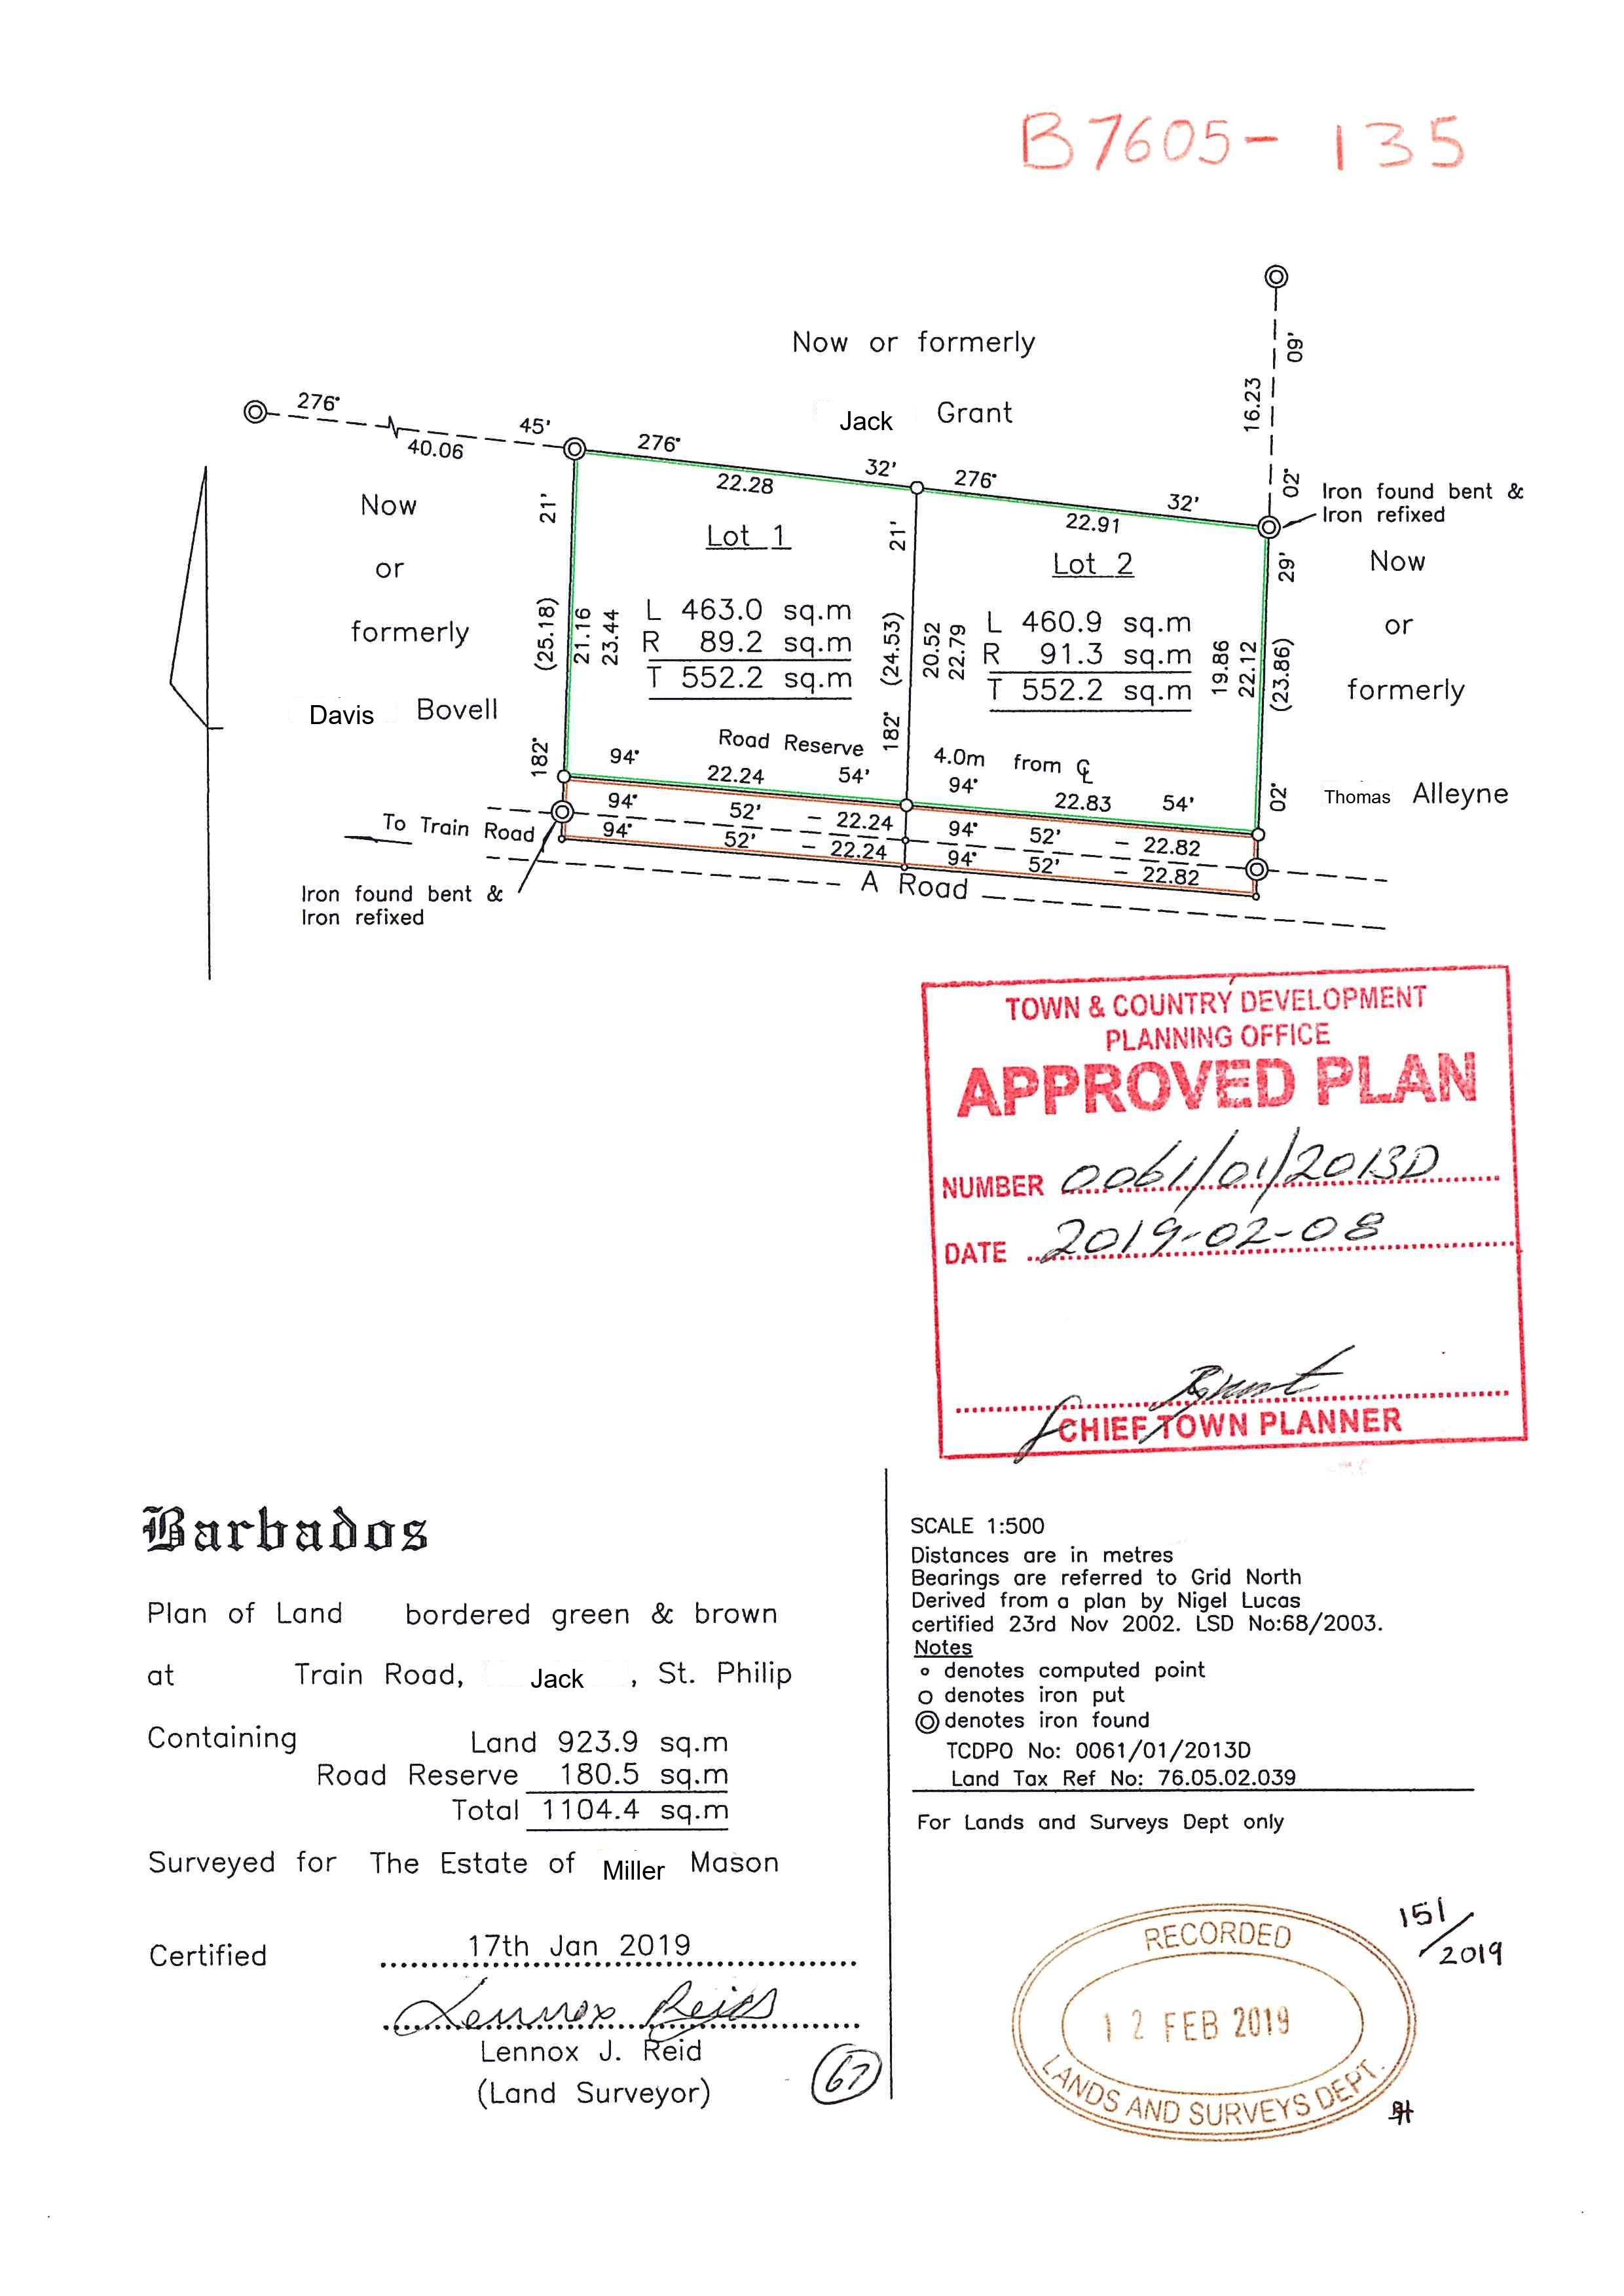 B7605- 135
Now or formerly
Jack Grant
276° 45'
40.06
276° 32'
22.28
276° 32'
22.91
16.23
02° 09'
Iron found bent &
Iron refixed
Now
or
formerly
Davis Bovell
182° 21'
(25.18)
21.16
23.44
Lot 1
L 463.0 sq.m
R 89.2 sq.m
T 552.2 sq.m
182° 21'
(24.53)
20.52
22.79
Lot 2
L 460.9 sq.m
R 91.3 sq.m
T 552.2 sq.m
19.86
22.12
(23.86)
02° 29'
Now
or
formerly
Thomas Alleyne
Road Reserve 4.0m from ℄
94° 22.24 54'
94° 22.83 54'
94° 52' - 22.24
94° 52' - 22.82
94° 52' - 22.24
94° 52' - 22.82
To Train Road
A Road
Iron found bent &
Iron refixed
TOWN & COUNTRY DEVELOPMENT
PLANNING OFFICE
APPROVED PLAN
NUMBER 0061/01/2013D
DATE 2019-02-08
CHIEF TOWN PLANNER
Barbados
Plan of Land bordered green & brown
at Train Road, Jack , St. Philip
Containing Land 923.9 sq.m
Road Reserve 180.5 sq.m
Total 1104.4 sq.m
Surveyed for The Estate of Miller Mason
Certified 17th Jan 2019
Lennox Reid
Lennox J. Reid
(Land Surveyor)
67
SCALE 1:500
Distances are in metres
Bearings are referred to Grid North
Derived from a plan by Nigel Lucas
certified 23rd Nov 2002. LSD No:68/2003.
Notes
o denotes computed point
O denotes iron put
◎ denotes iron found
TCDPO No: 0061/01/2013D
Land Tax Ref No: 76.05.02.039
For Lands and Surveys Dept only
RECORDED
12 FEB 2019
LANDS AND SURVEYS DEPT.
151/2019